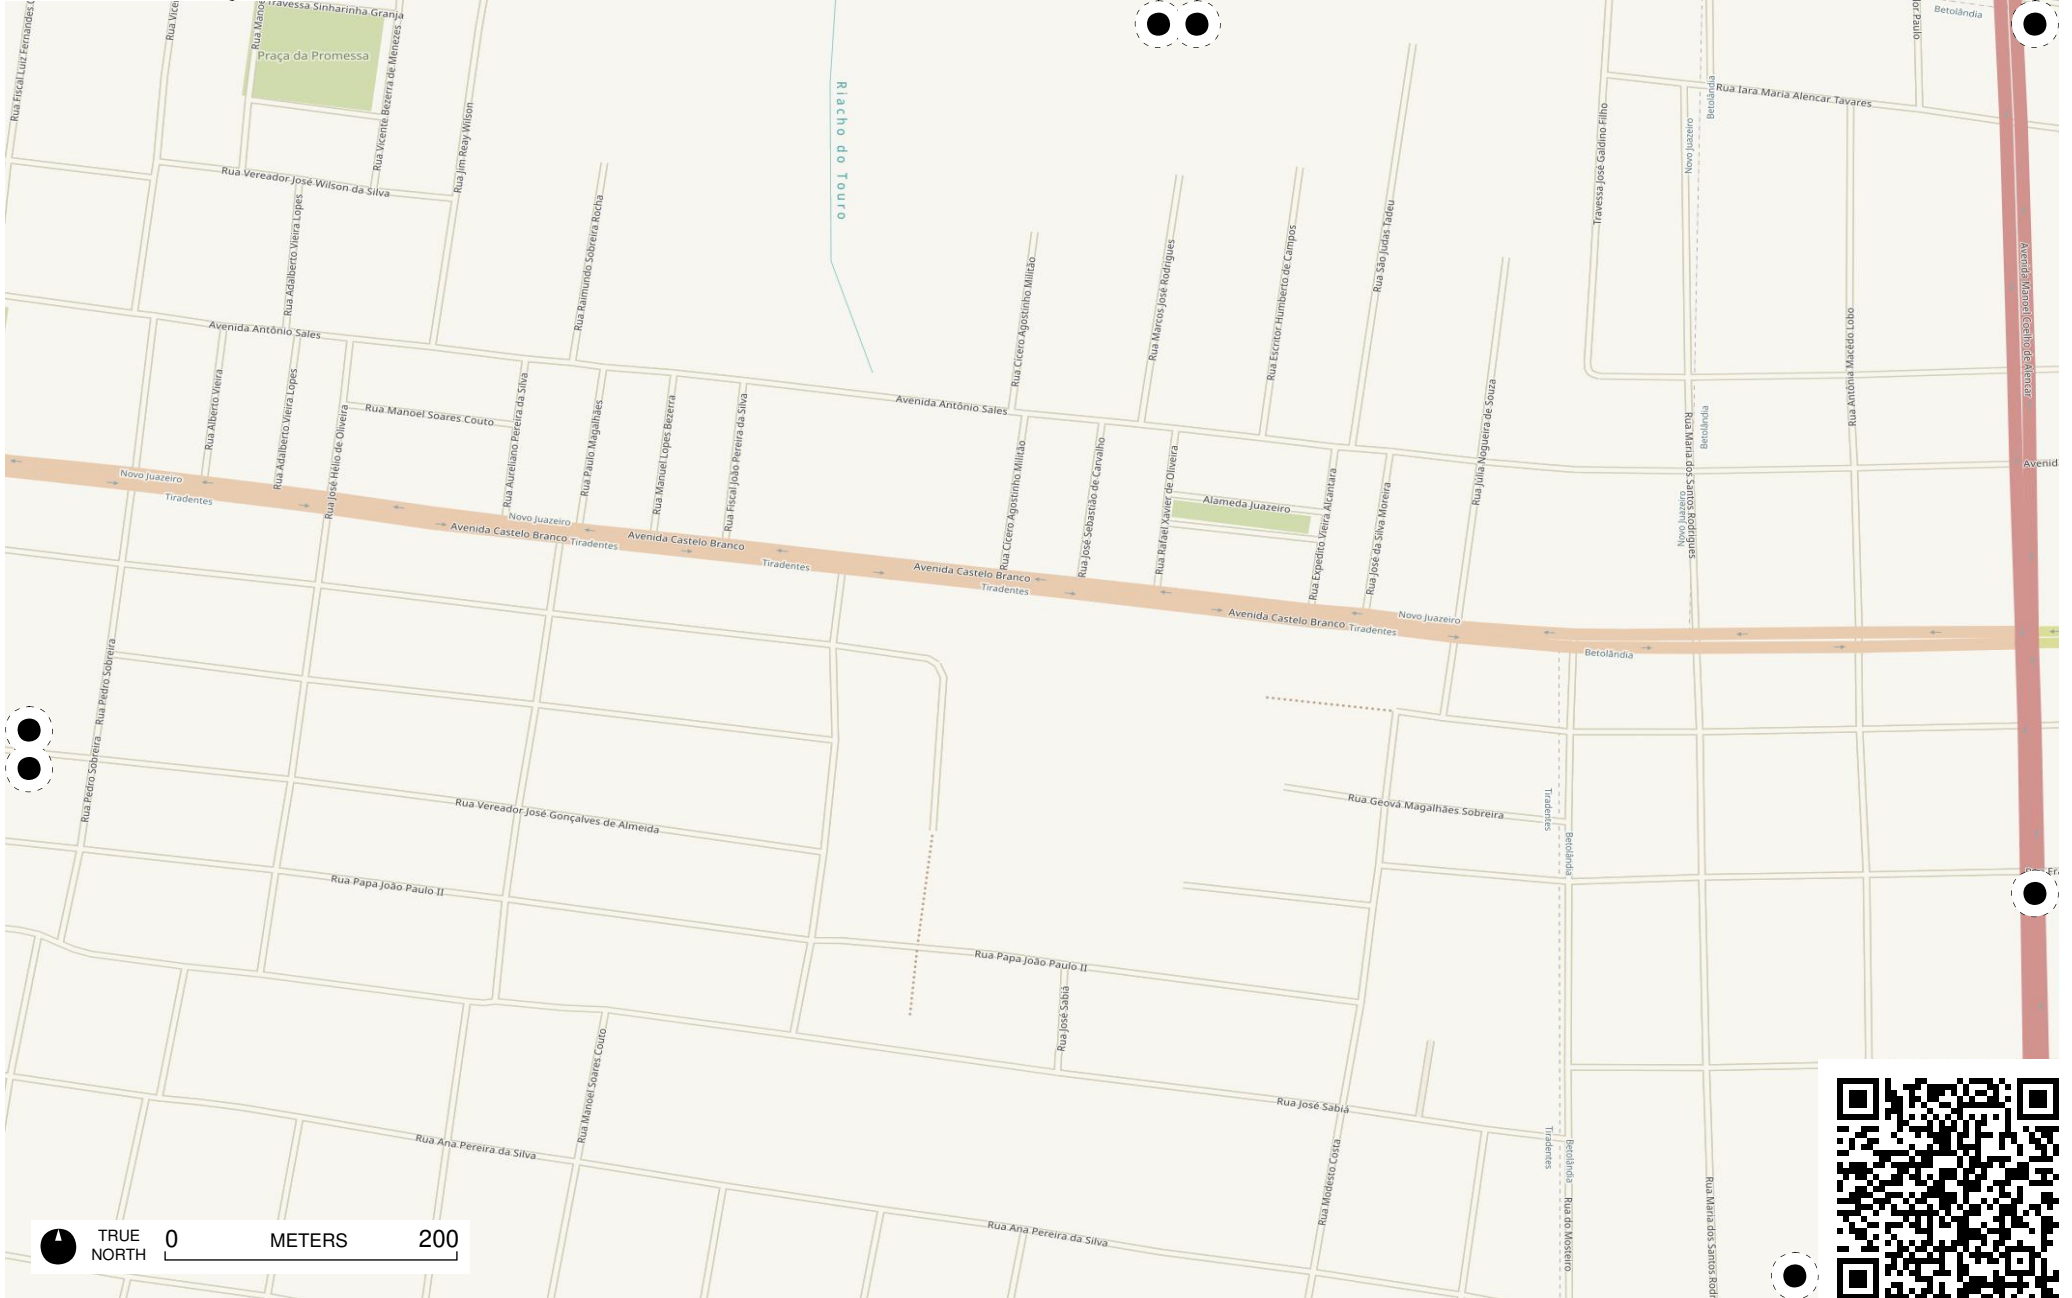 Travessa Sinharinha Granja
Betolândia
Rua Fiscal Luiz Fernandes
Rua Vicente Bezerra de Menezes
Praça da Promessa
Rua Jim Reay Wilson
Riacho do Touro
Rua Iara Maria Alencar Tavares
Betolândia
Travessa José Galdino Filho
Novo Juazeiro
Rua Vereador José Wilson da Silva
Rua Adalberto Vieira Lopes
Rua Raimundo Sobreira Rocha
Rua Cícero Agostinho Militão
Rua Marcos José Rodrigues
Rua Escritor Humberto de Campos
Rua São Judas Tadeu
Avenida Manoel Coelho de Alencar
Rua Antônia Macêdo Lobo
Avenida Antônio Sales
Rua Alberto Vieira
Rua Adalberto Vieira Lopes
Rua José Hélio de Oliveira
Rua Manoel Soares Couto
Rua Aureliano Pereira da Silva
Rua Paulo Magalhães
Rua Manuel Lopes Bezerra
Rua Fiscal João Pereira da Silva
Avenida Antônio Sales
Rua Cícero Agostinho Militão
Rua José Sebastião de Carvalho
Rua Rafael Xavier de Oliveira
Alameda Juazeiro
Rua Expedito Vieira Alcantara
Rua José da Silva Moreira
Rua Júlia Nogueira de Souza
Betolândia
Rua Maria dos Santos Rodrigues
Novo Juazeiro
Avenid
Novo Juazeiro
Tiradentes
Novo Juazeiro
Avenida Castelo Branco
Tiradentes
Avenida Castelo Branco
Tiradentes
Avenida Castelo Branco
Tiradentes
Avenida Castelo Branco
Tiradentes
Novo Juazeiro
Betolândia
Rua Pedro Sobreira
Rua Pedro Sobreira
Rua Vereador José Gonçalves de Almeida
Rua Geová Magalhães Sobreira
Tiradentes
Betolândia
Rua Papa João Paulo II
Rua Papa João Paulo II
Rua José Sabiá
Rua Manoel Soares Couto
Rua José Sabiá
Rua Ana Pereira da Silva
Rua Modesto Costa
Tiradentes
Betolândia
Rua do Mosteiro
Rua Maria dos Santos Rodr
Rua Ana Pereira da Silva
TRUE NORTH
0 METERS 200